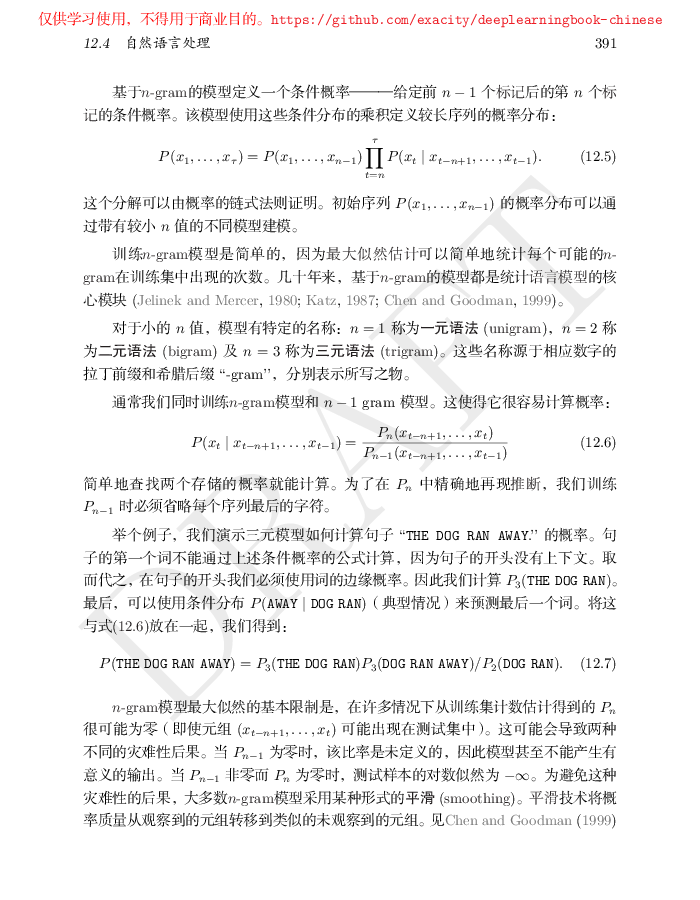 仅供学习使用，不得用于商业目的。https://github.com/exacity/deeplearningbook-chinese
12.4 自然语言处理 391
基于n-gram的模型定义一个条件概率———给定前 n − 1 个标记后的第 n 个标
记的条件概率。该模型使用这些条件分布的乘积定义较长序列的概率分布：
P(x₁, . . . , x_τ) = P(x₁, . . . , x_{n−1}) ∏_{t=n}^{τ} P(x_t | x_{t−n+1}, . . . , x_{t−1}). (12.5)
这个分解可以由概率的链式法则证明。初始序列 P(x₁, . . . , x_{n−1}) 的概率分布可以通
过带有较小 n 值的不同模型建模。
训练n-gram模型是简单的，因为最大似然估计可以简单地统计每个可能的n-
gram在训练集中出现的次数。几十年来，基于n-gram的模型都是统计语言模型的核
心模块 (Jelinek and Mercer, 1980; Katz, 1987; Chen and Goodman, 1999)。
对于小的 n 值，模型有特定的名称：n = 1 称为一元语法 (unigram)，n = 2 称
为二元语法 (bigram) 及 n = 3 称为三元语法 (trigram)。这些名称源于相应数字的
拉丁前缀和希腊后缀 “-gram”，分别表示所写之物。
通常我们同时训练n-gram模型和 n − 1 gram 模型。这使得它很容易计算概率：
P(x_t | x_{t−n+1}, . . . , x_{t−1}) = P_n(x_{t−n+1}, . . . , x_t) / P_{n−1}(x_{t−n+1}, . . . , x_{t−1}) (12.6)
简单地查找两个存储的概率就能计算。为了在 P_n 中精确地再现推断，我们训练
P_{n−1} 时必须省略每个序列最后的字符。
举个例子，我们演示三元模型如何计算句子 “THE DOG RAN AWAY.” 的概率。句
子的第一个词不能通过上述条件概率的公式计算，因为句子的开头没有上下文。取
而代之，在句子的开头我们必须使用词的边缘概率。因此我们计算 P₃(THE DOG RAN)。
最后，可以使用条件分布 P(AWAY | DOG RAN)（典型情况）来预测最后一个词。将这
与式(12.6)放在一起，我们得到：
P(THE DOG RAN AWAY) = P₃(THE DOG RAN)P₃(DOG RAN AWAY)/P₂(DOG RAN). (12.7)
n-gram模型最大似然的基本限制是，在许多情况下从训练集计数估计得到的 P_n
很可能为零（即使元组 (x_{t−n+1}, . . . , x_t) 可能出现在测试集中）。这可能会导致两种
不同的灾难性后果。当 P_{n−1} 为零时，该比率是未定义的，因此模型甚至不能产生有
意义的输出。当 P_{n−1} 非零而 P_n 为零时，测试样本的对数似然为 −∞。为避免这种
灾难性的后果，大多数n-gram模型采用某种形式的平滑 (smoothing)。平滑技术将概
率质量从观察到的元组转移到类似的未观察到的元组。见Chen and Goodman (1999)
DRAFT